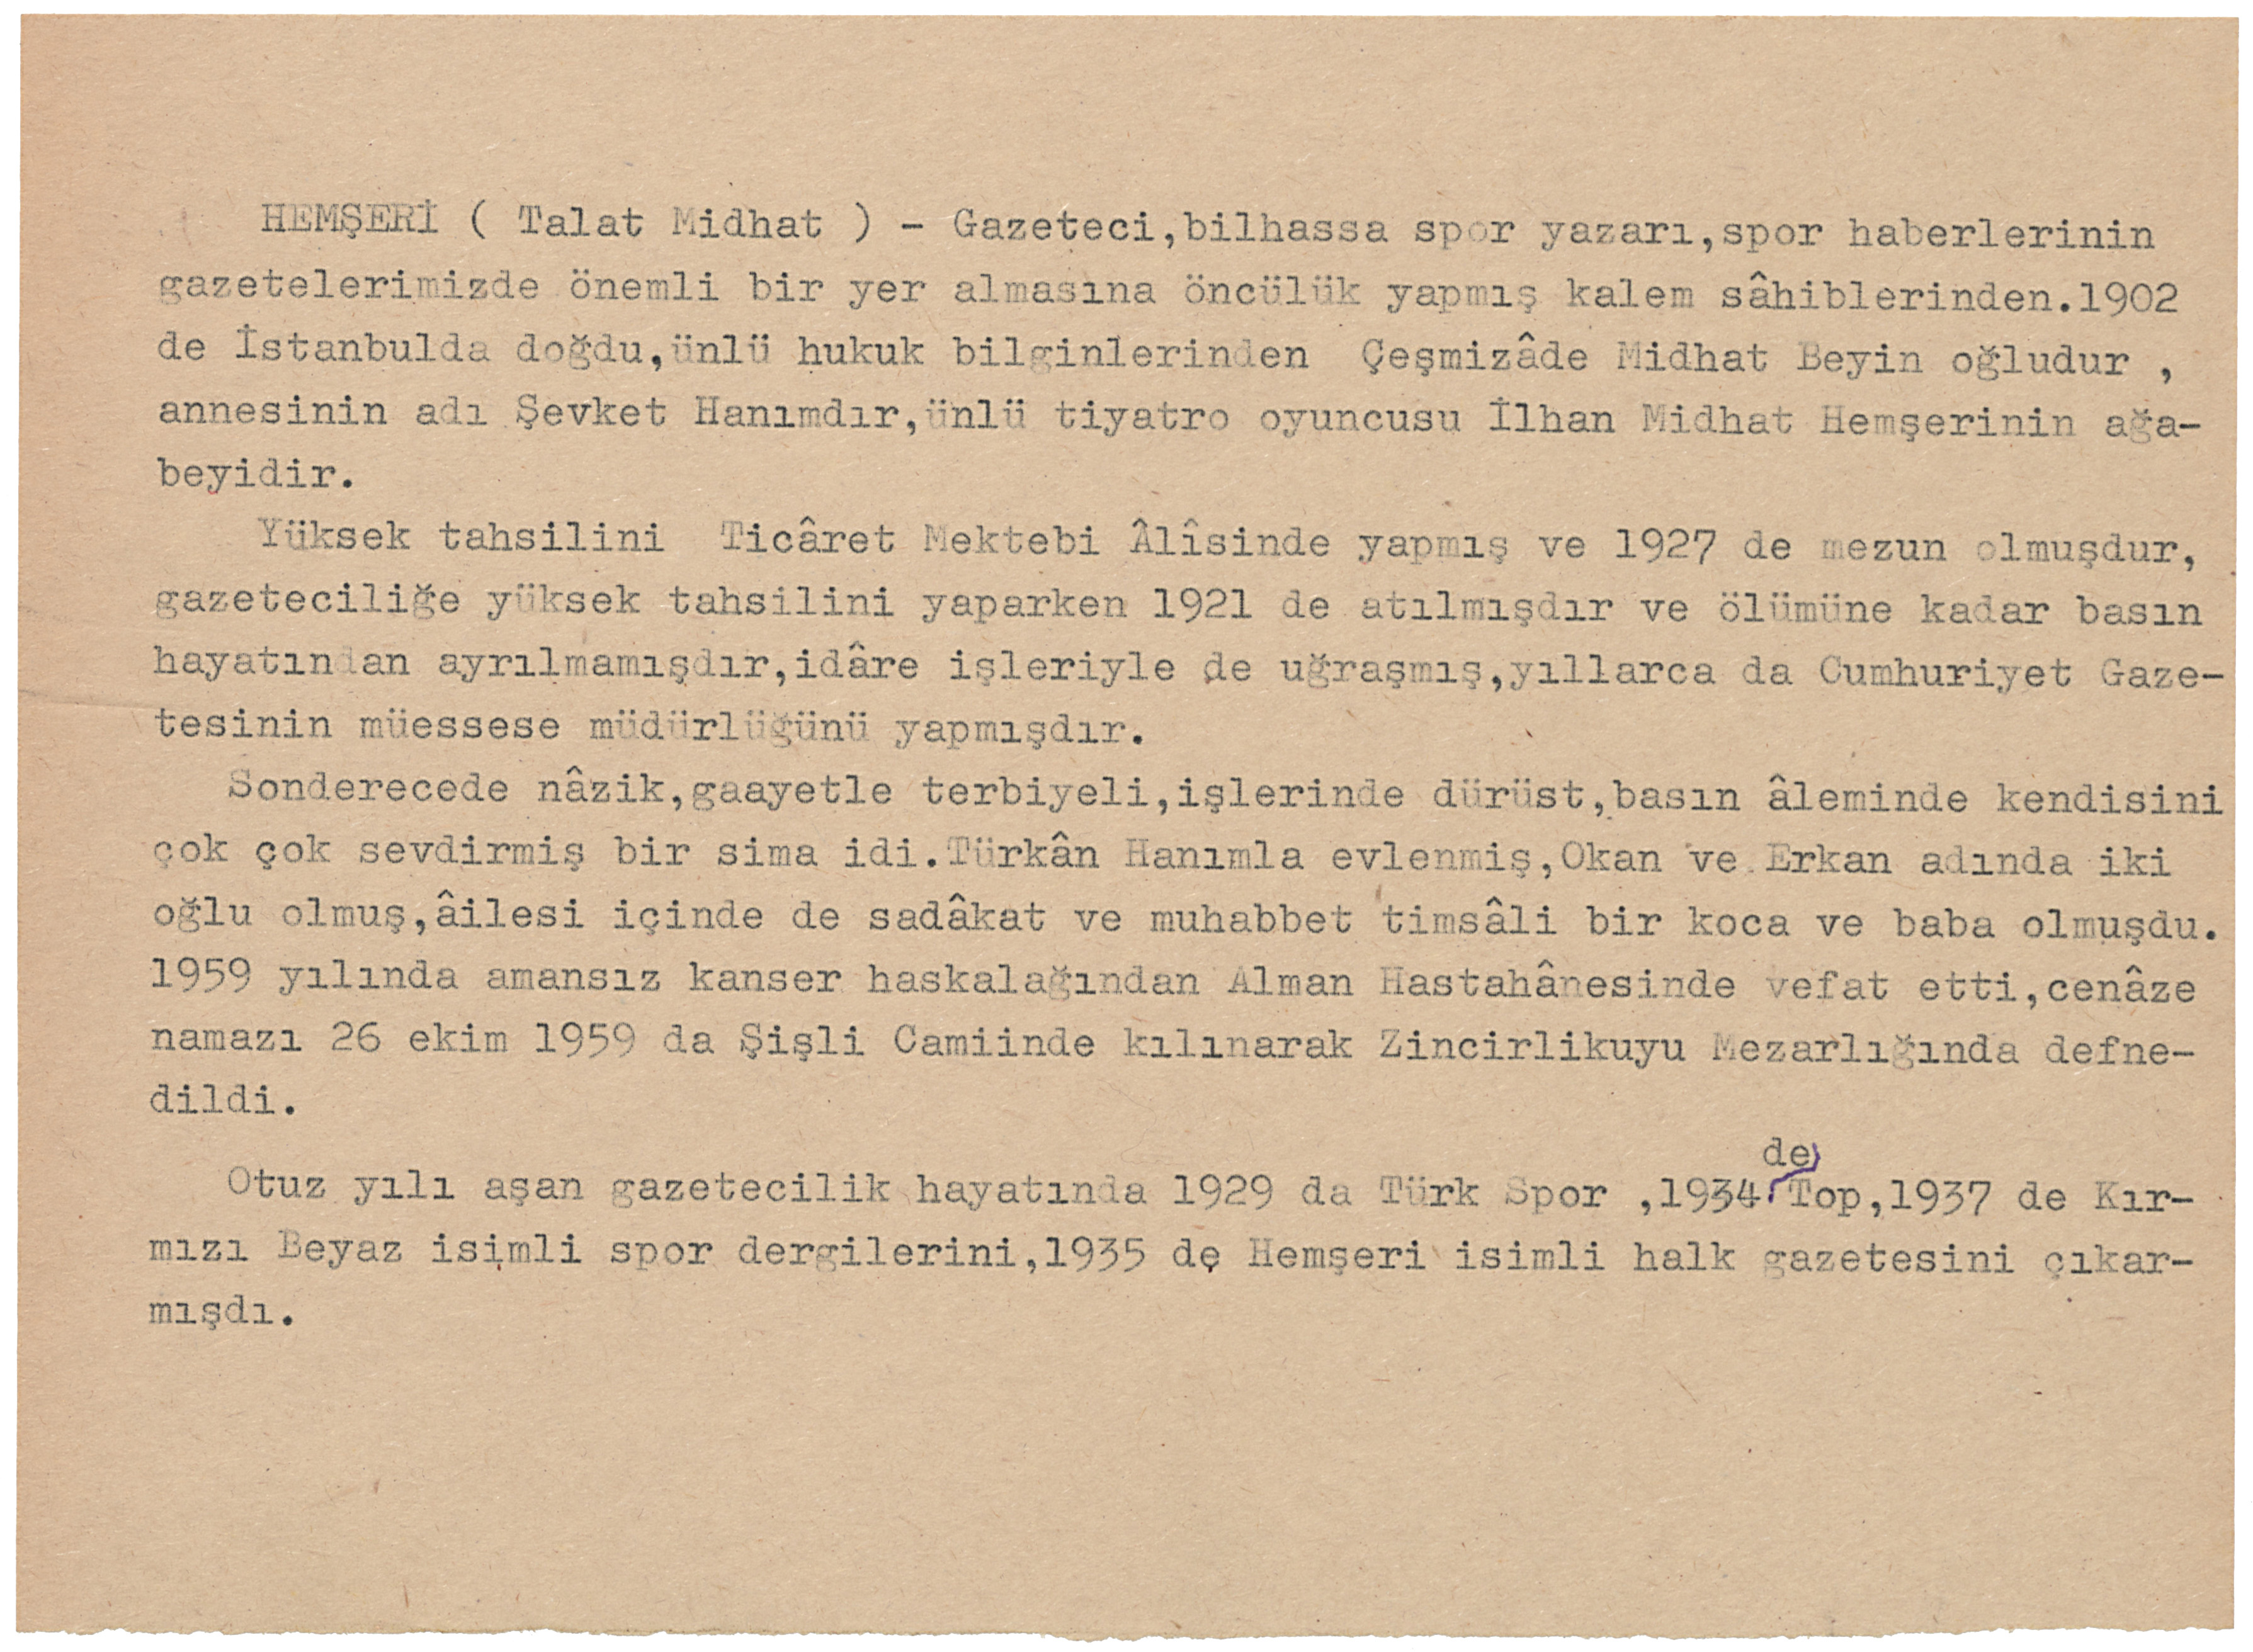 HEMŞERİ ( Talat Midhat ) - Gazeteci,bilhassa spor yazarı,spor haberlerinin
gazetelerimizde önemli bir yer almasına öncülük yapmış kalem sâhiblerinden.1902
de İstanbulda doğdu,ünlü hukuk bilginlerinden Çeşmizâde Midhat Beyin oğludur ,
annesinin adı Şevket Hanımdır,ünlü tiyatro oyuncusu İlhan Midhat Hemşerinin ağa-
beyidir.
Yüksek tahsilini Ticâret Mektebi Âlîsinde yapmış ve 1927 de mezun olmuşdur,
gazeteciliğe yüksek tahsilini yaparken 1921 de atılmışdır ve ölümüne kadar basın
hayatından ayrılmamışdır,idâre işleriyle de uğraşmış,yıllarca da Cumhuriyet Gaze-
tesinin müessese müdürlüğünü yapmışdır.
Sonderecede nâzik,gaayetle terbiyeli,işlerinde dürüst,basın âleminde kendisini
çok çok sevdirmiş bir sima idi.Türkân Hanımla evlenmiş,Okan ve Erkan adında iki
oğlu olmuş,âilesi içinde de sadâkat ve muhabbet timsâli bir koca ve baba olmuşdu.
1959 yılında amansız kanser haskalağından Alman Hastahânesinde vefat etti,cenâze
namazı 26 ekim 1959 da Şişli Camiinde kılınarak Zincirlikuyu Mezarlığında defne-
dildi.
Otuz yılı aşan gazetecilik hayatında 1929 da Türk Spor ,1934 de Top,1937 de Kır-
mızı Beyaz isimli spor dergilerini,1935 de Hemşeri isimli halk gazetesini çıkar-
mışdı.